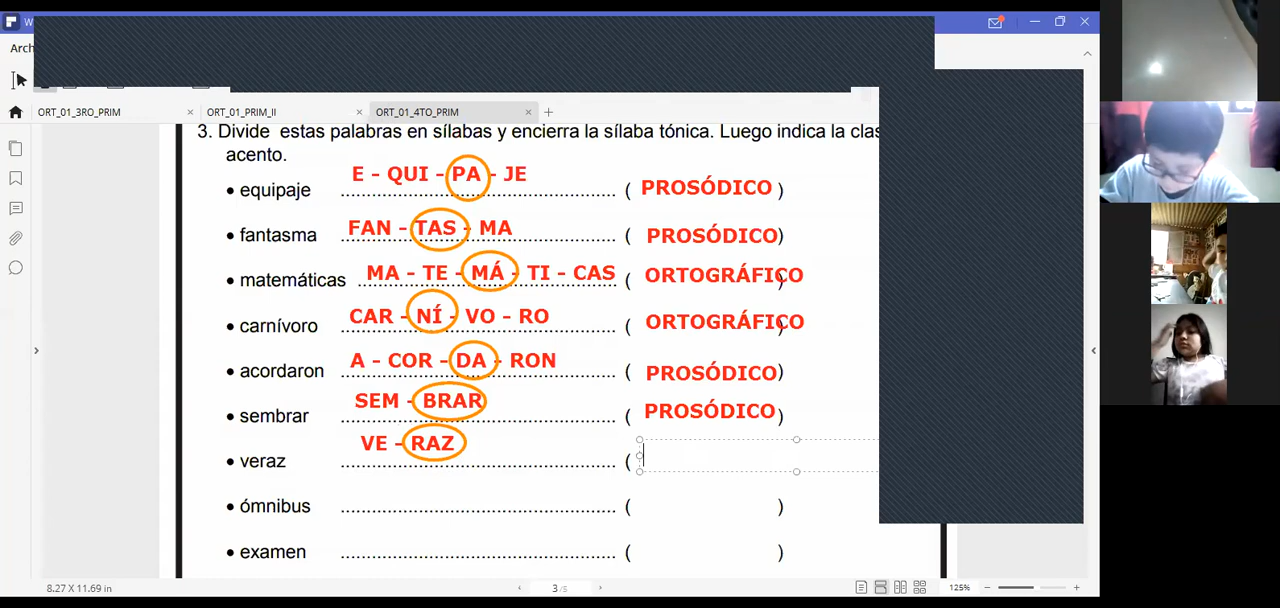 W
Arch
ORT_01_3RO_PRIM × ORT_01_PRIM_II × ORT_01_4TO_PRIM × +
3. Divide estas palabras en sílabas y encierra la sílaba tónica. Luego indica la clas
acento.
• equipaje E - QUI - PA - JE ( PROSÓDICO )
• fantasma FAN - TAS - MA ( PROSÓDICO )
• matemáticas MA - TE - MÁ - TI - CAS ( ORTOGRÁFICO )
• carnívoro CAR - NÍ - VO - RO ( ORTOGRÁFICO )
• acordaron A - COR - DA - RON ( PROSÓDICO )
• sembrar SEM - BRAR ( PROSÓDICO )
• veraz VE - RAZ (
• ómnibus ( )
• examen ( )
8.27 X 11.69 in 3 /5 125%